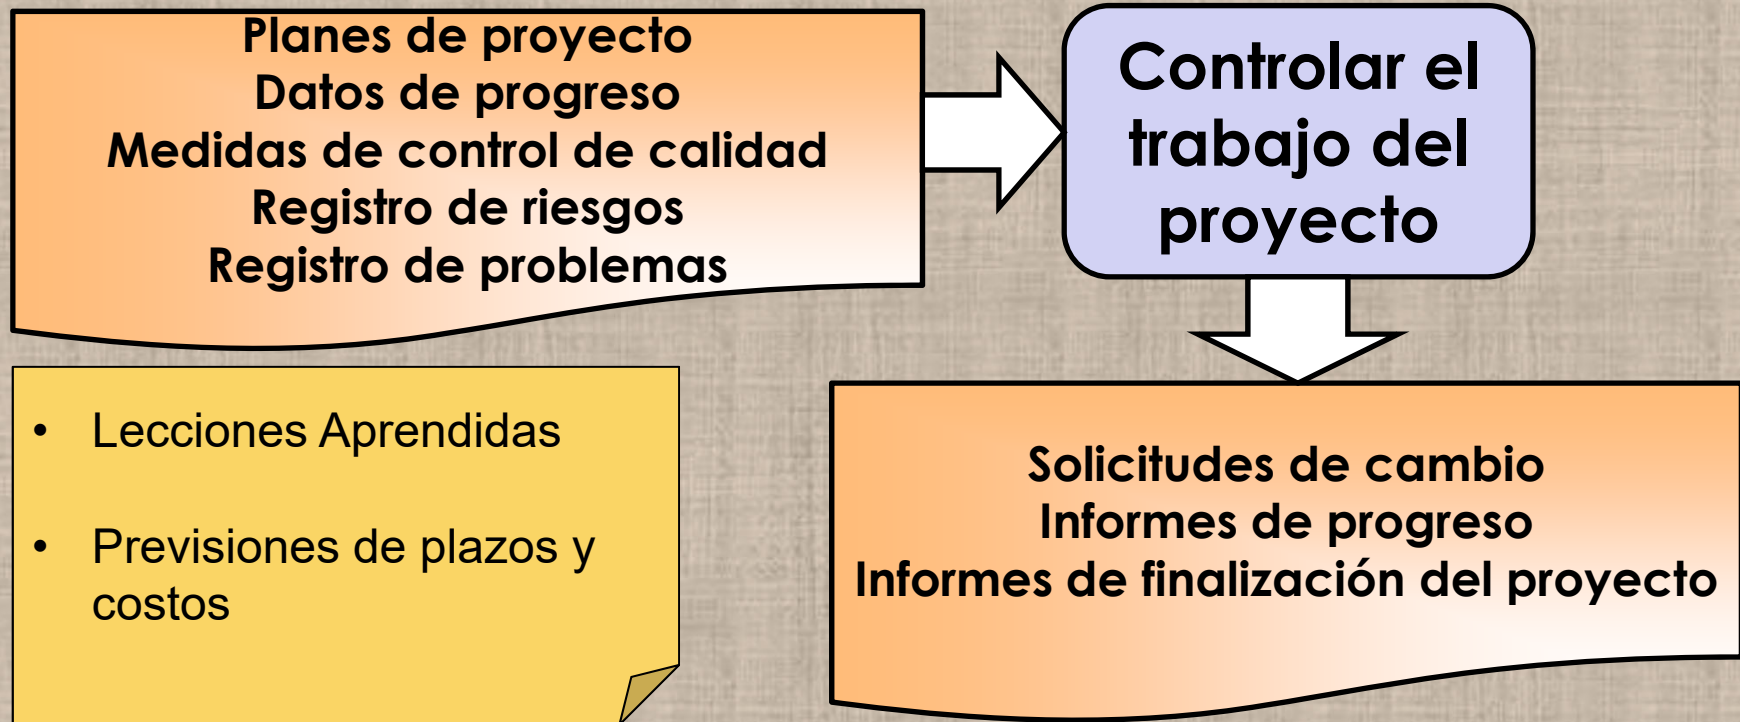 Planes de proyecto
Datos de progreso
Medidas de control de calidad
Registro de riesgos
Registro de problemas
Controlar el
trabajo del
proyecto
• Lecciones Aprendidas
• Previsiones de plazos y
costos
Solicitudes de cambio
Informes de progreso
Informes de finalización del proyecto